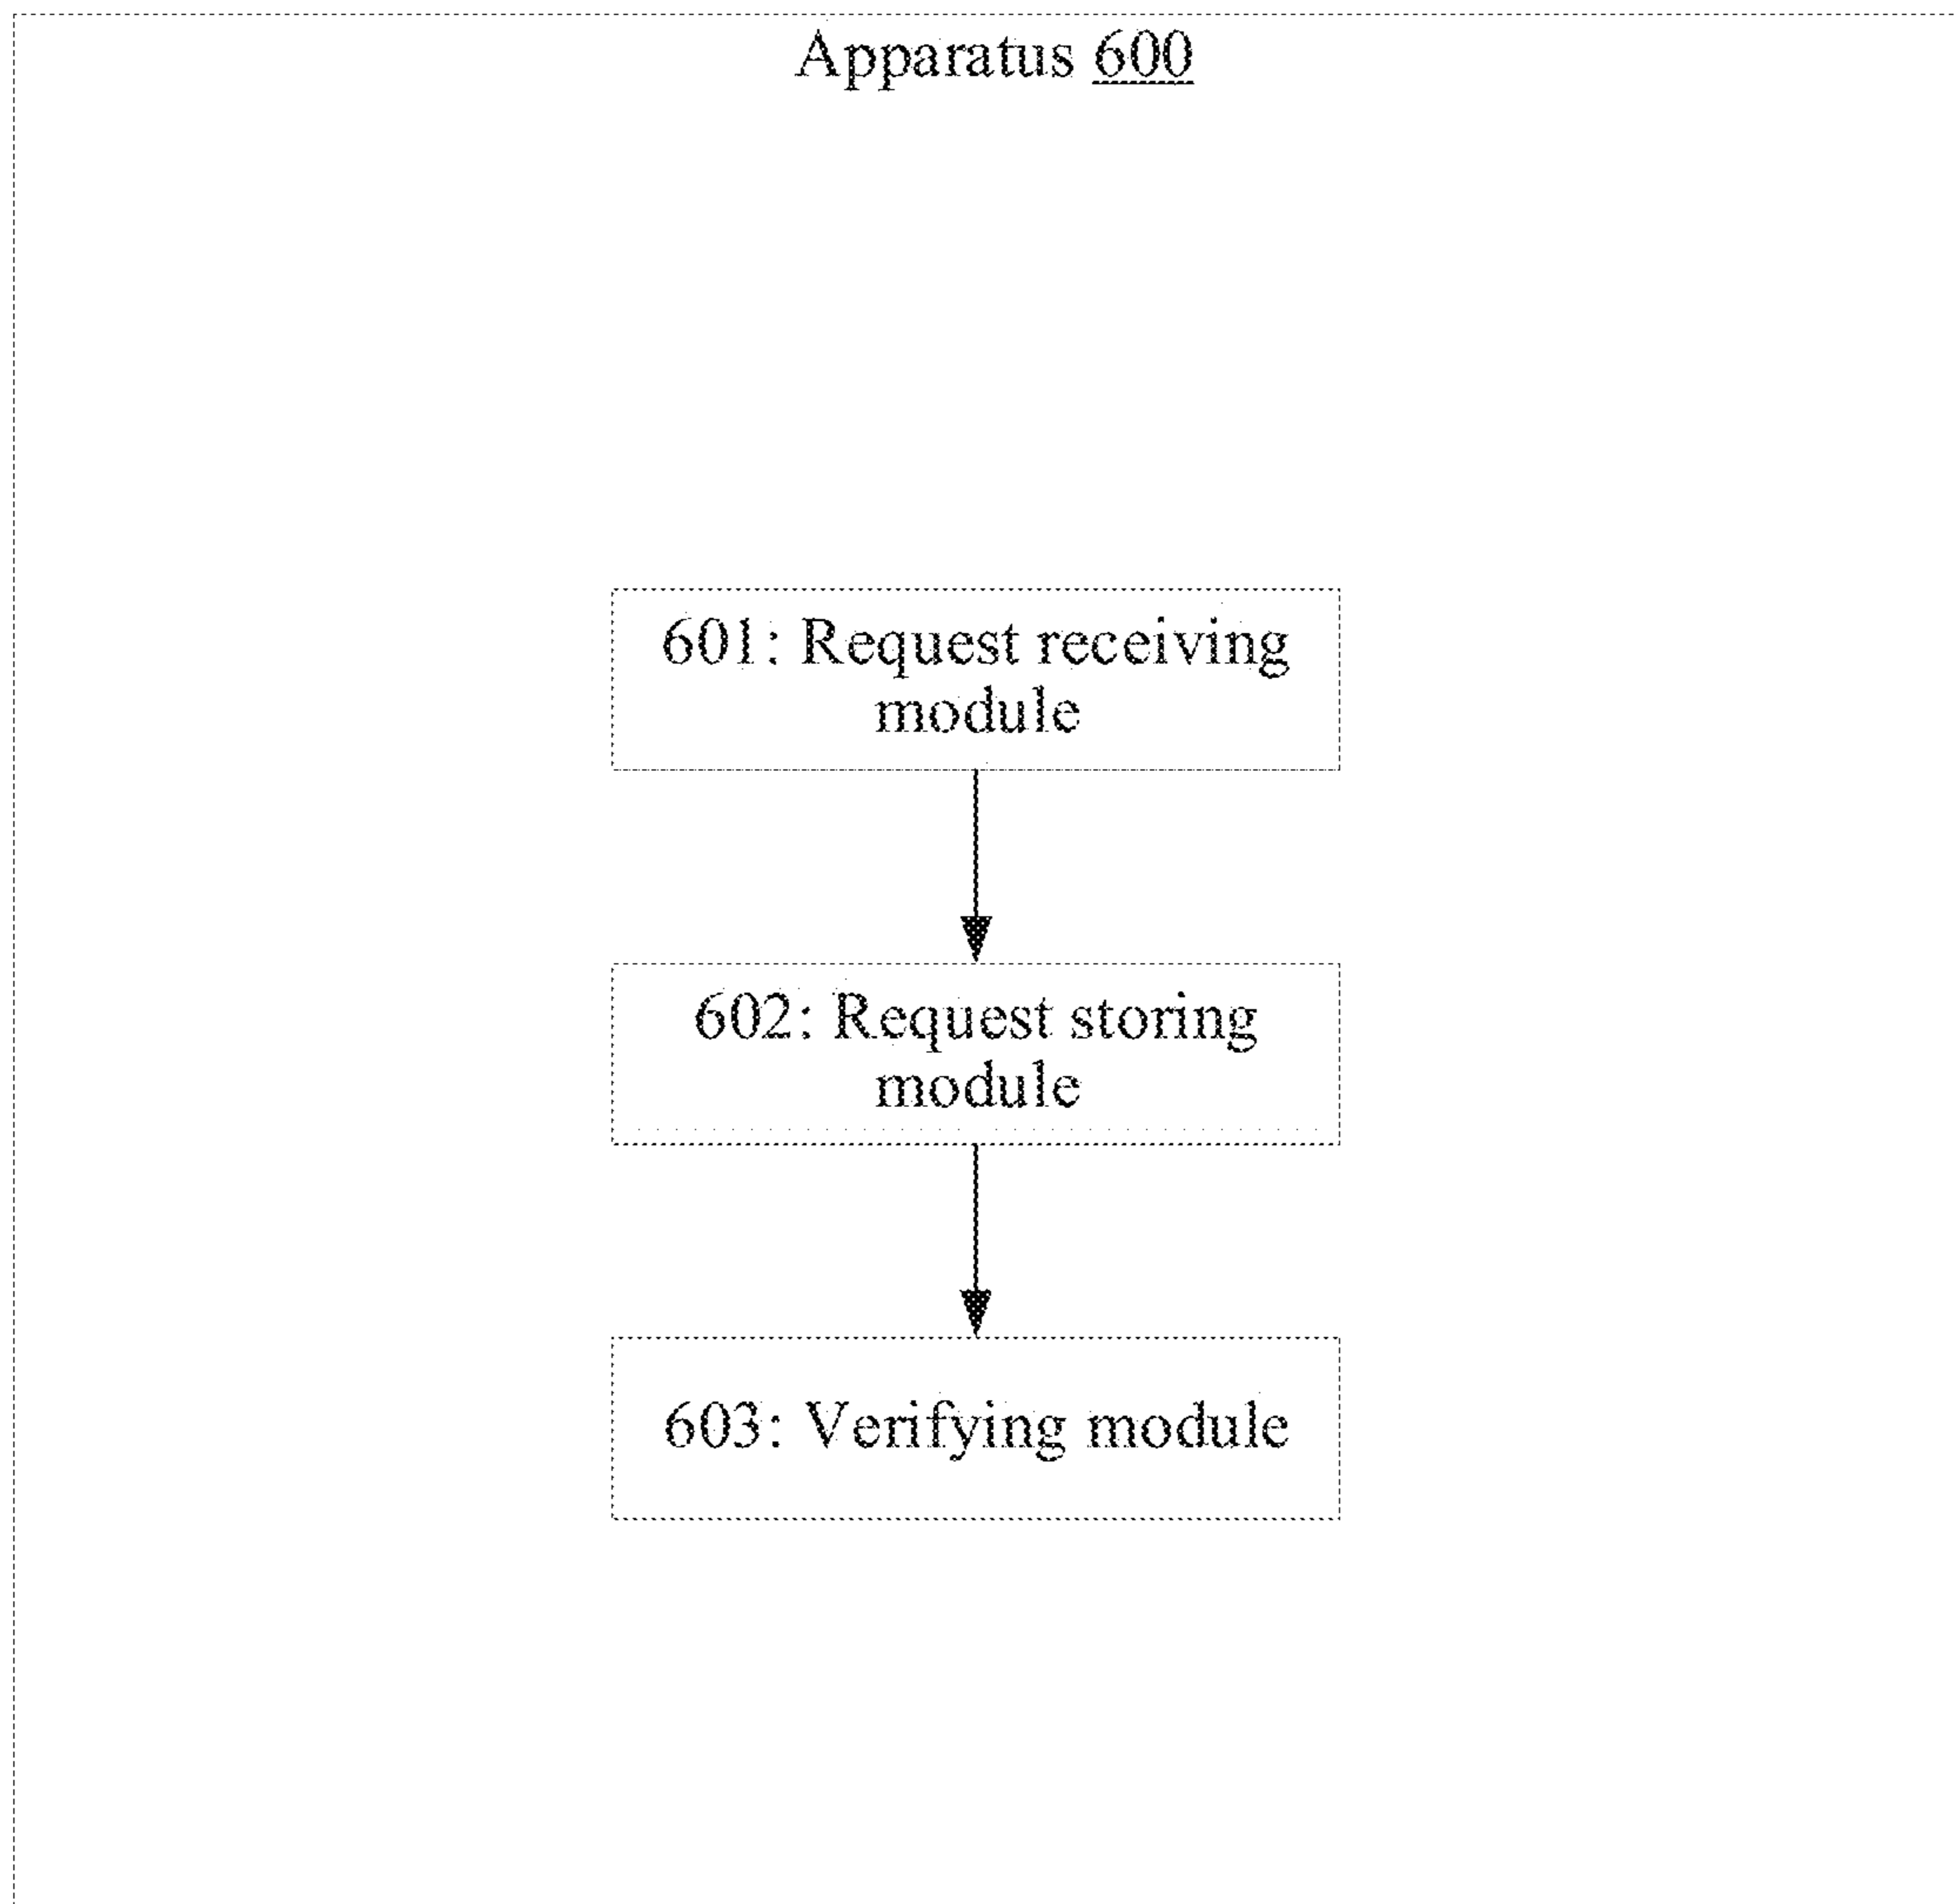 Apparatus 600
601: Request receiving
module
602: Request storing
module
603: Verifying module